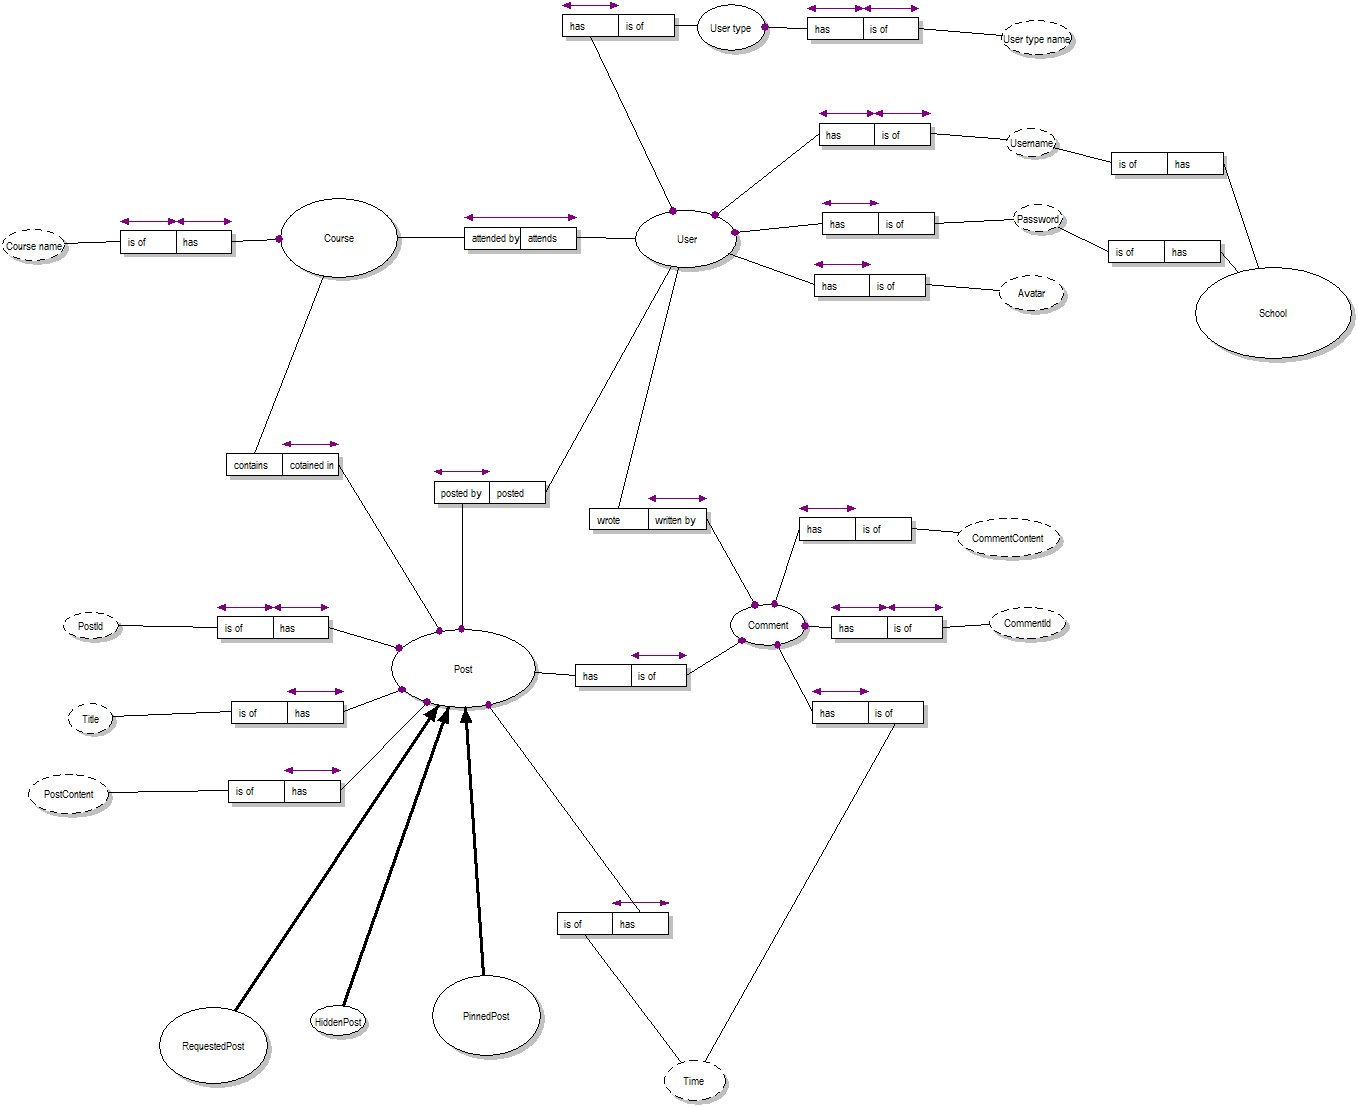 has is of
User type
has is of
User type name
has is of
Username
is of has
Course name
is of has
Course
attended by attends
User
has is of
Password
is of has
has is of
Avatar
School
contains cotained in
posted by posted
wrote written by
has is of
CommentContent
PostId
is of has
Comment
has is of
CommentId
Post
has is of
Title
is of has
has is of
PostContent
is of has
is of has
RequestedPost
HiddenPost
PinnedPost
Time